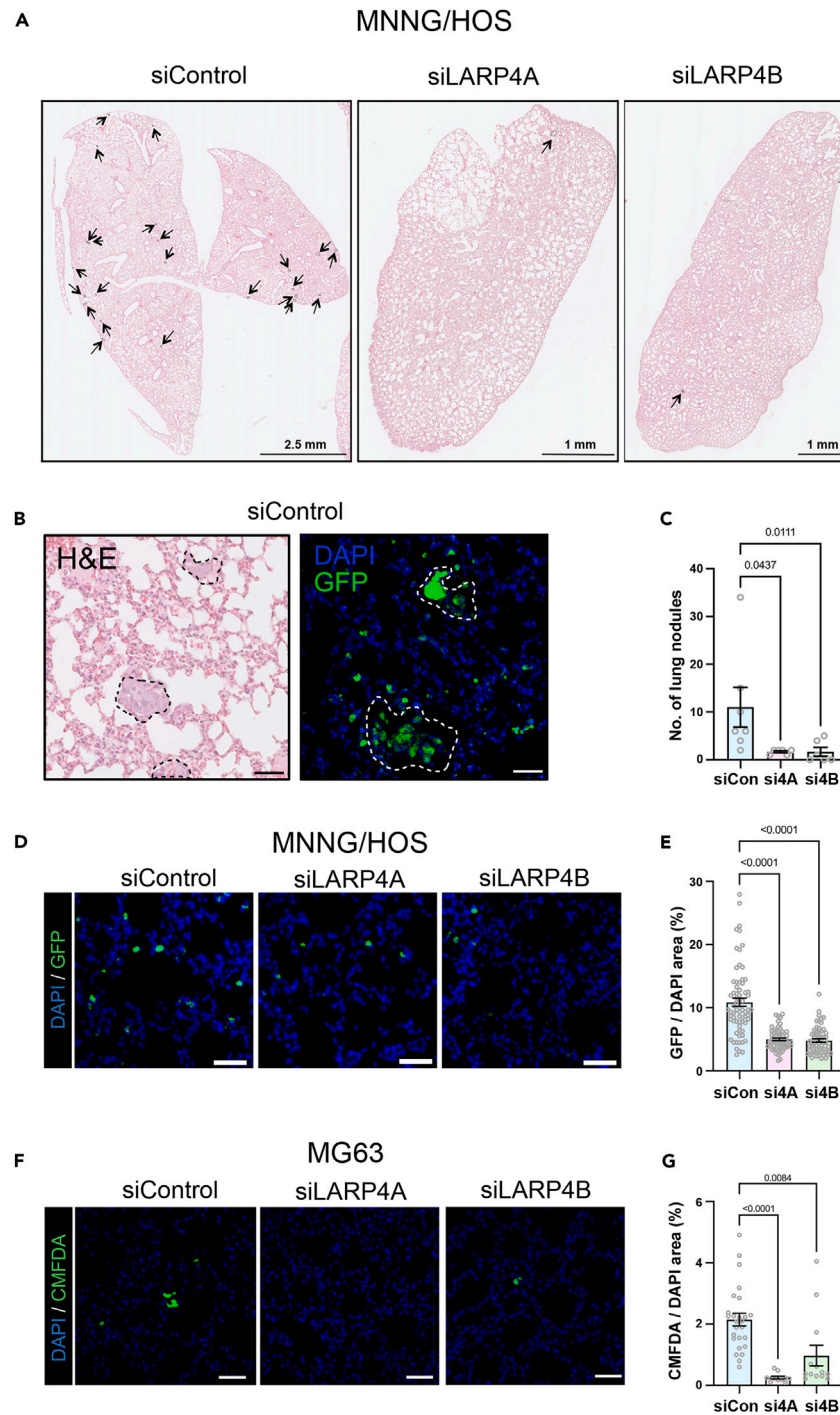 A
MNNG/HOS
siControl
siLARP4A
siLARP4B
2.5 mm
1 mm
1 mm
B
siControl
H&E
DAPI
GFP
C
0.0111
0.0437
No. of lung nodules
40
30
20
10
0
siCon si4A si4B
D
MNNG/HOS
siControl
siLARP4A
siLARP4B
DAPI / GFP
E
<0.0001
<0.0001
GFP / DAPI area (%)
30
20
10
0
siCon si4A si4B
F
MG63
siControl
siLARP4A
siLARP4B
DAPI / CMFDA
G
0.0084
<0.0001
CMFDA / DAPI area (%)
6
4
2
0
siCon si4A si4B